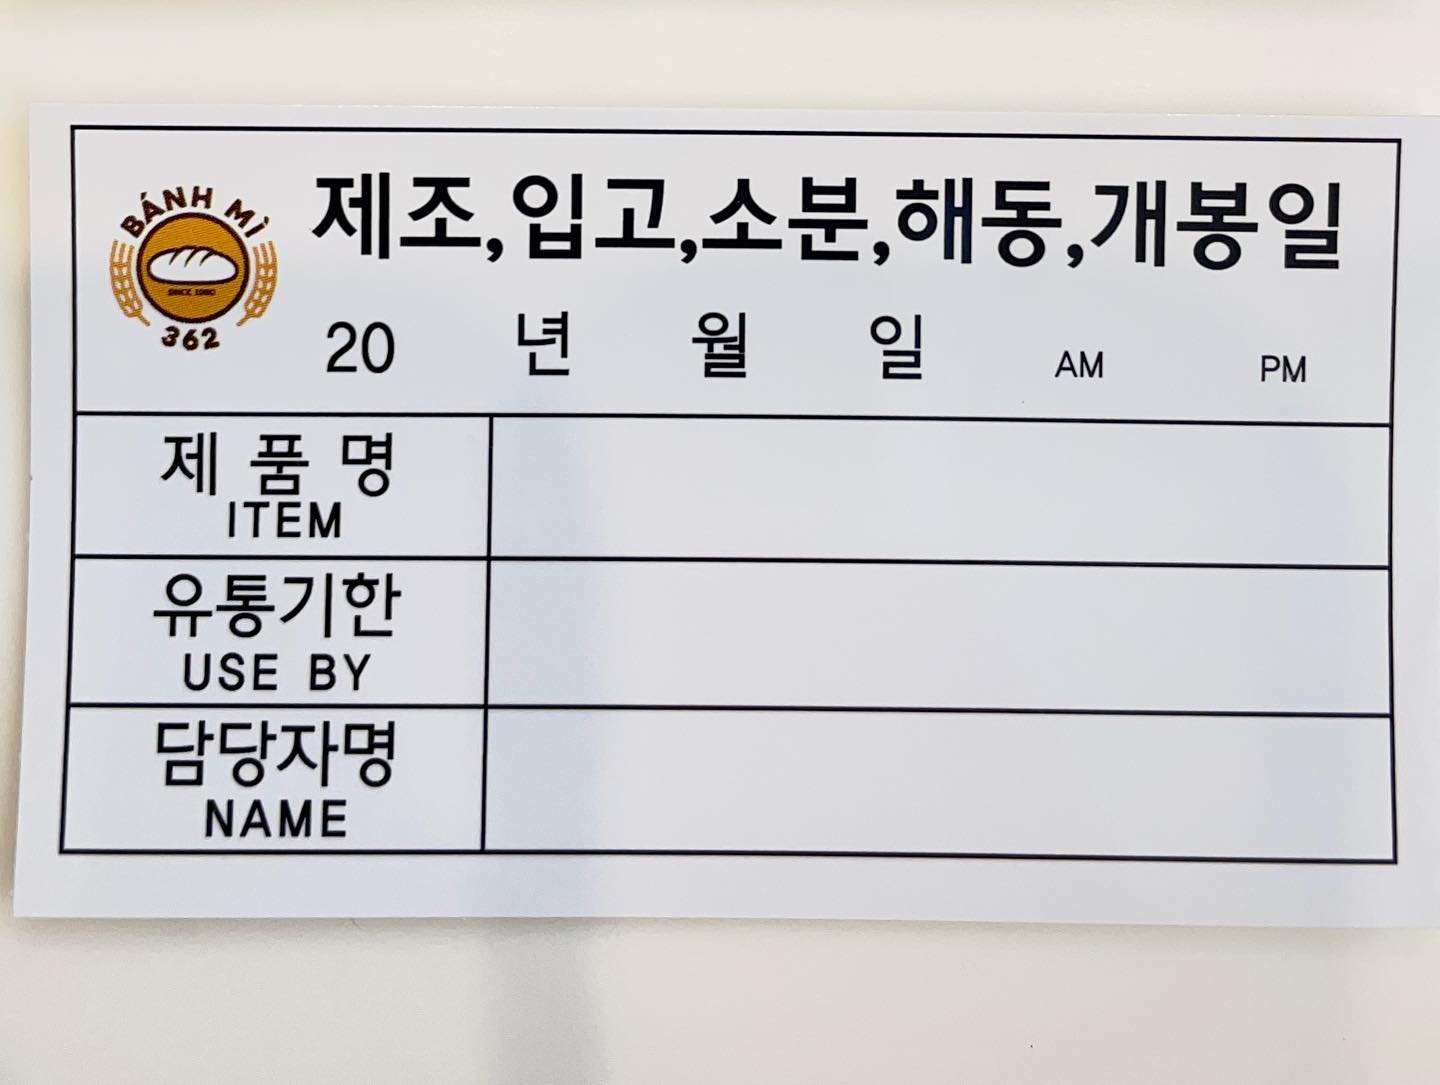 BÁNH MÌ
SINCE 1980
362
제조,입고,소분,해동,개봉일
20 년 월 일 AM PM
제 품 명
ITEM
유통기한
USE BY
담당자명
NAME